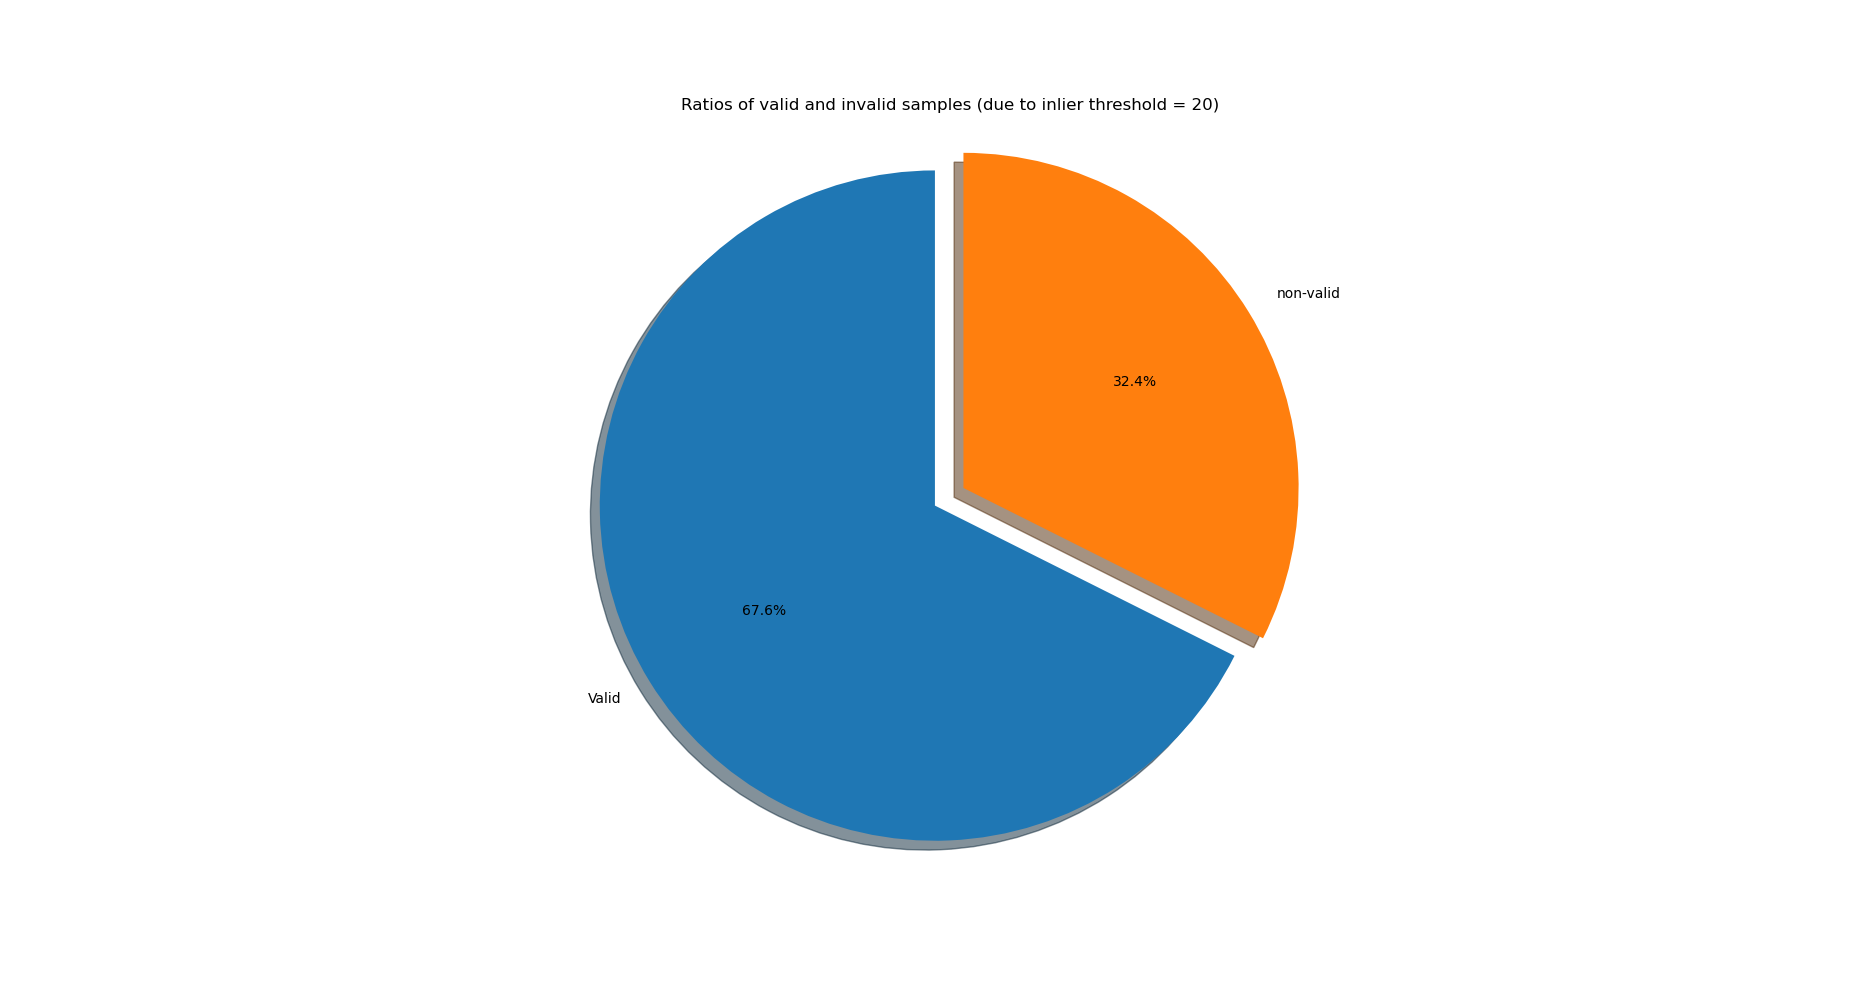 Ratios of valid and invalid samples (due to inlier threshold = 20)
non-valid
32.4%
67.6%
Valid